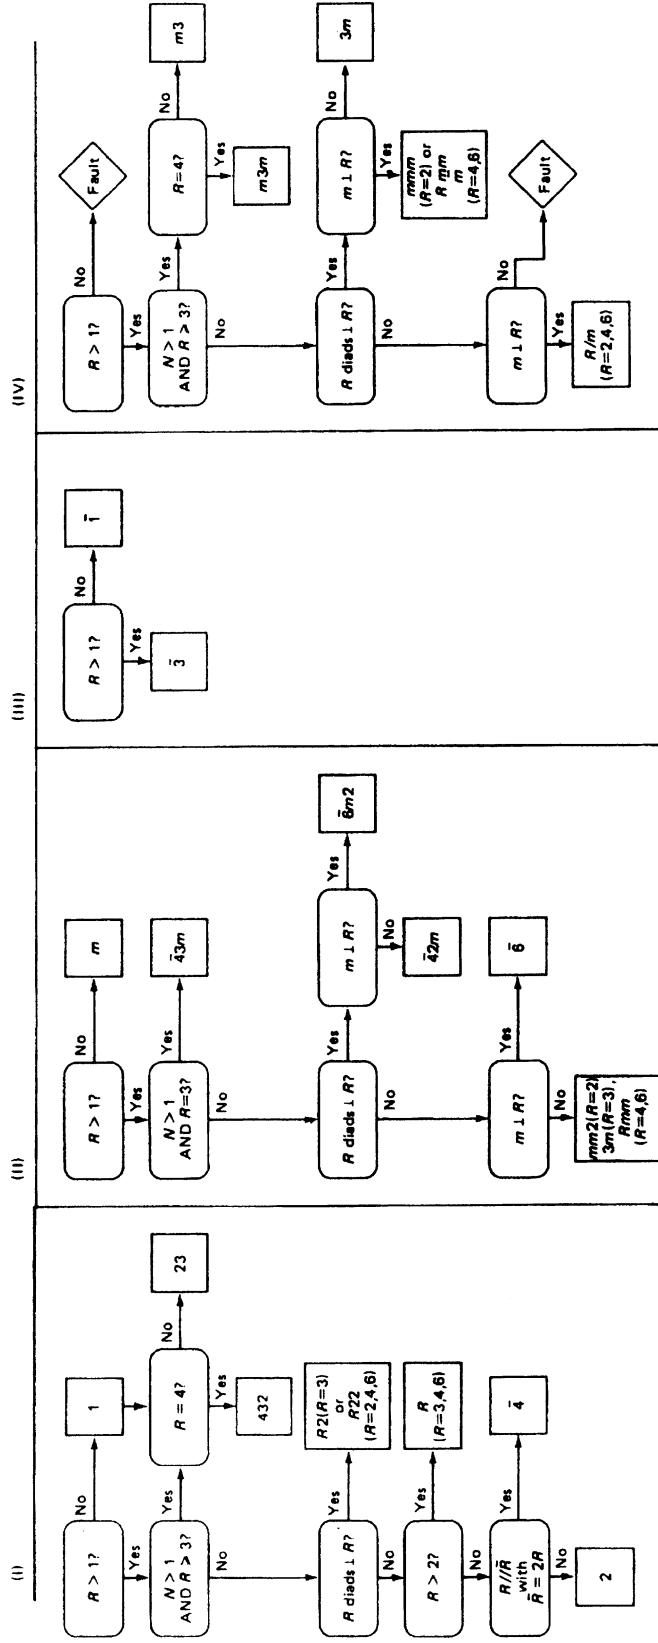 (I)
R > 1?
No
1
Yes
N > 1
AND R > 3?
Yes
R = 4?
No
23
Yes
432
No
R diads ⊥ R?
Yes
R2(R=3)
or
R22
(R=2,4,6)
No
R > 2?
Yes
R
(R=3,4,6)
No
R//R̄
with
R̄ = 2R
Yes
4̄
No
2
(II)
R > 1?
No
m
Yes
N > 1
AND R=3?
Yes
4̄3m
No
R diads ⊥ R?
Yes
m ⊥ R?
Yes
6̄m2
No
4̄2m
No
m ⊥ R?
Yes
6̄
No
mm2(R=2)
3m(R=3),
Rmm
(R=4,6)
(III)
R > 1?
No
1̄
Yes
3̄
(IV)
R > 1?
No
Fault
Yes
N > 1
AND R > 3?
Yes
R=4?
No
m3
Yes
m3m
No
R diads ⊥ R?
Yes
m ⊥ R?
No
3m
Yes
mmm
(R=2) or
R mm
m
(R=4,6)
No
m ⊥ R?
No
Fault
Yes
R/m
(R=2,4,6)